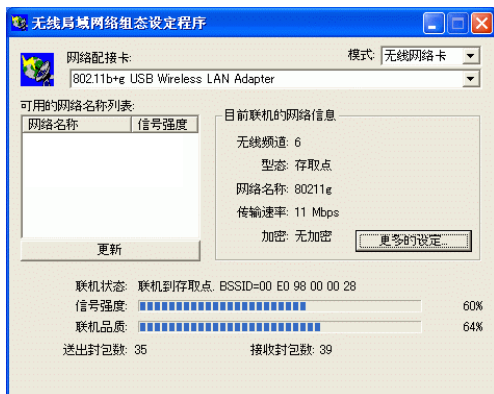 无线局域网络组态设定程序
网络配接卡:
模式: 无线网络卡
802.11b+g USB Wireless LAN Adapter
可用的网络名称列表:
网络名称 信号强度
更新
目前联机的网络信息
无线频道: 6
型态: 存取点
网络名称: 80211g
传输速率: 11 Mbps
加密: 无加密
更多的设定...
联机状态: 联机到存取点. BSSID=00 E0 98 00 00 28
信号强度: 60%
联机品质: 64%
送出封包数: 35 接收封包数: 39